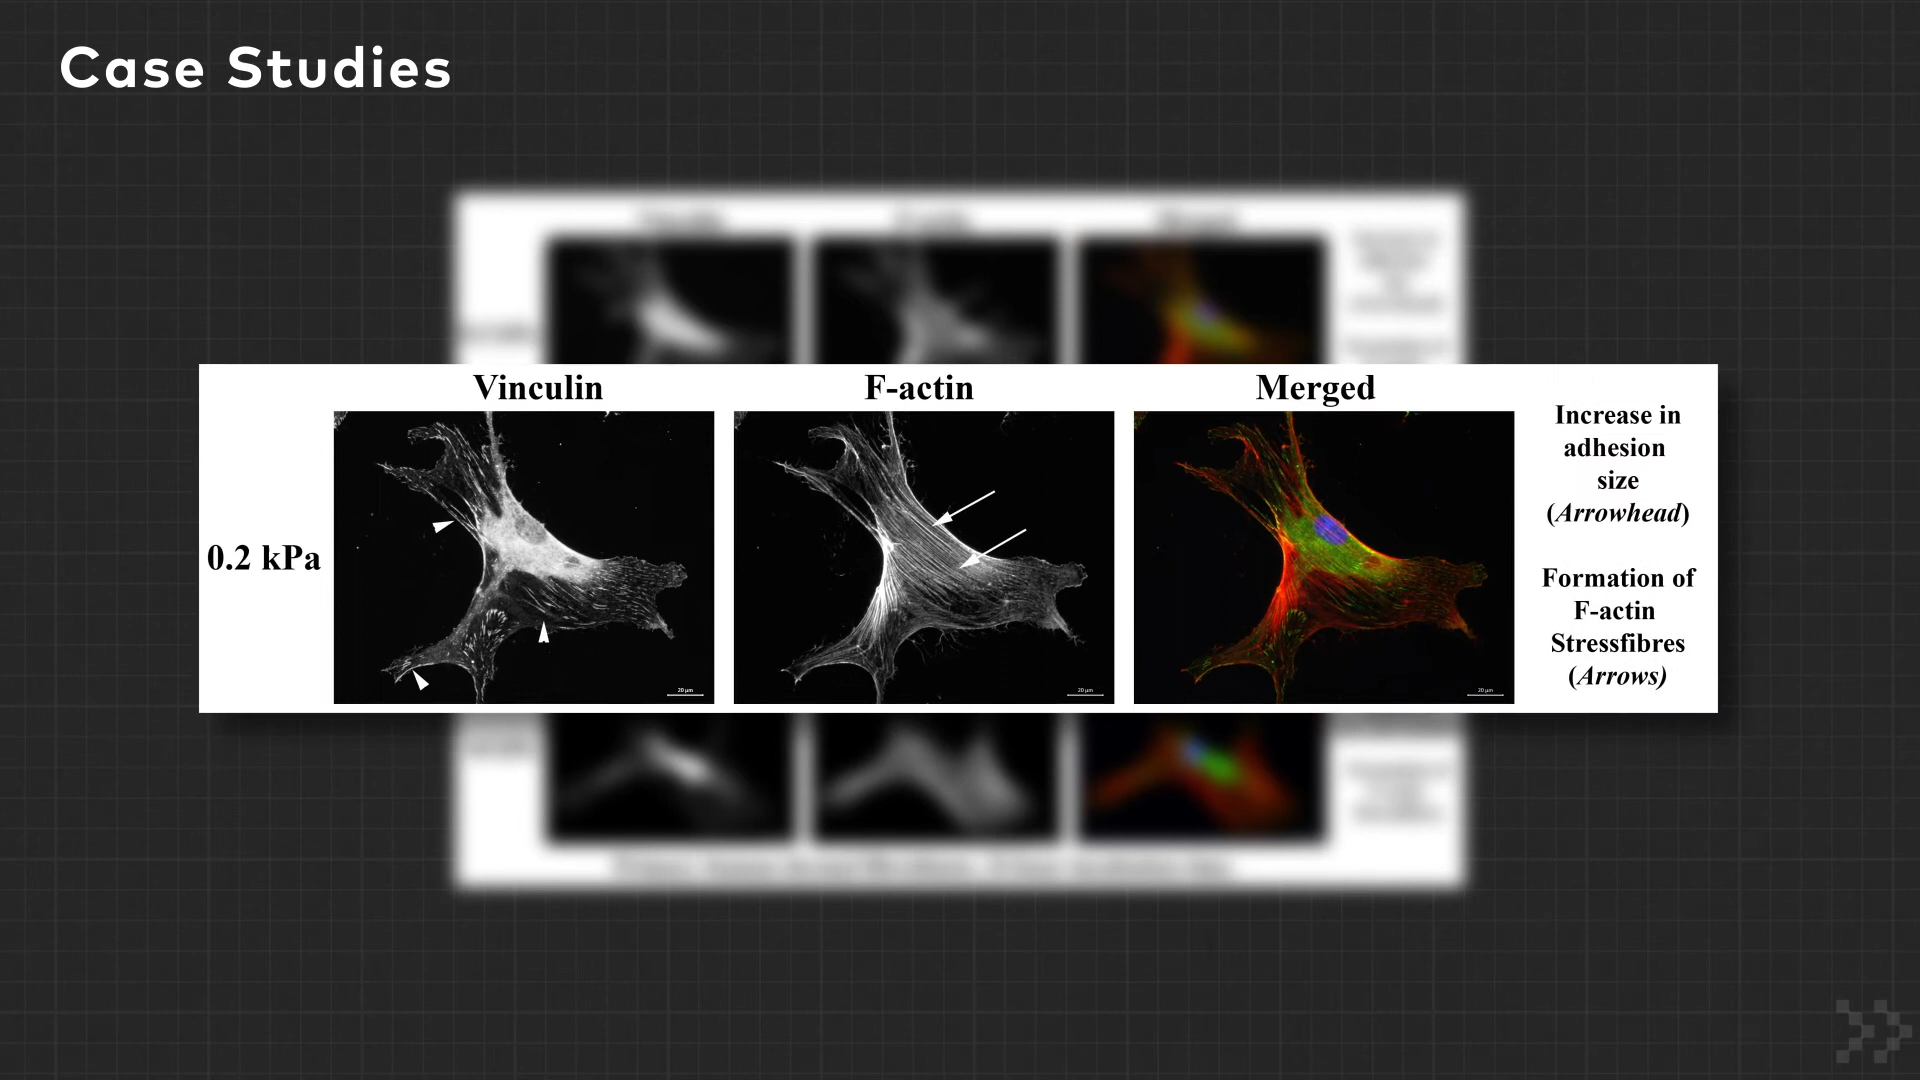 Case Studies
Vinculin
F-actin
Merged
0.2 kPa
Increase in
adhesion
size
(Arrowhead)
Formation of
F-actin
Stressfibres
(Arrows)
20 µm
20 µm
20 µm